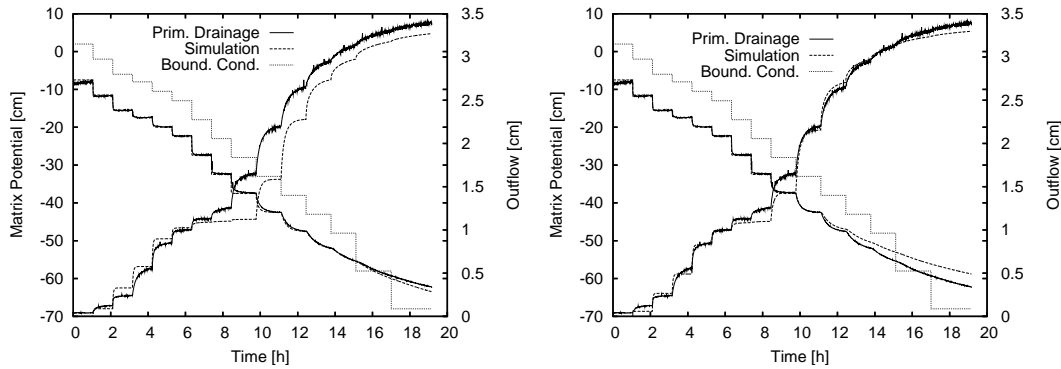 10
0
-10
-20
-30
-40
-50
-60
-70
Matrix Potential [cm]
0 2 4 6 8 10 12 14 16 18 20
Time [h]
3.5
3
2.5
2
1.5
1
0.5
0
Outflow [cm]
Prim. Drainage
Simulation
Bound. Cond.
10
0
-10
-20
-30
-40
-50
-60
-70
Matrix Potential [cm]
0 2 4 6 8 10 12 14 16 18 20
Time [h]
3.5
3
2.5
2
1.5
1
0.5
0
Outflow [cm]
Prim. Drainage
Simulation
Bound. Cond.